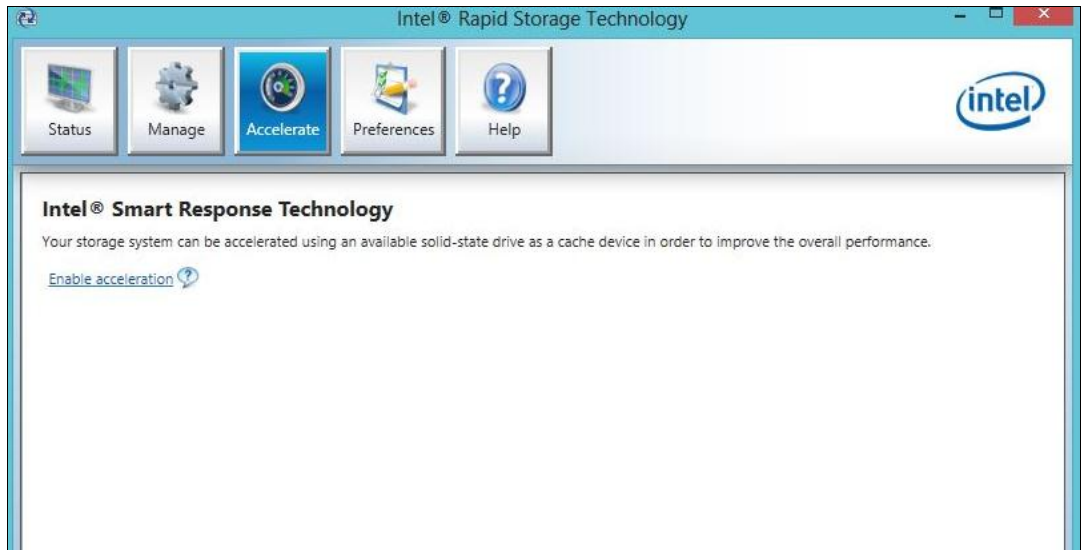 Intel® Rapid Storage Technology
Status Manage Accelerate Preferences Help
intel
Intel® Smart Response Technology
Your storage system can be accelerated using an available solid-state drive as a cache device in order to improve the overall performance.
Enable acceleration